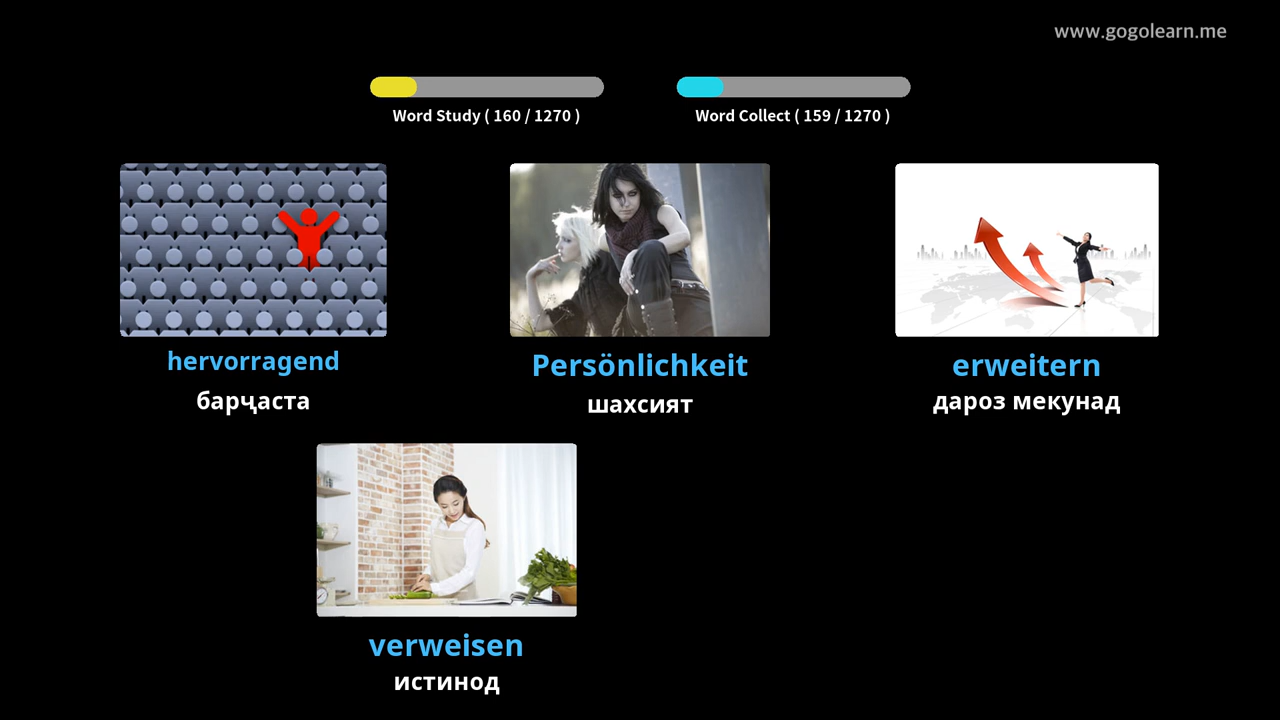 www.gogolearn.me
Word Study ( 160 / 1270 )
Word Collect ( 159 / 1270 )
hervorragend
барҷаста
Persönlichkeit
шахсият
erweitern
дароз мекунад
verweisen
истинод